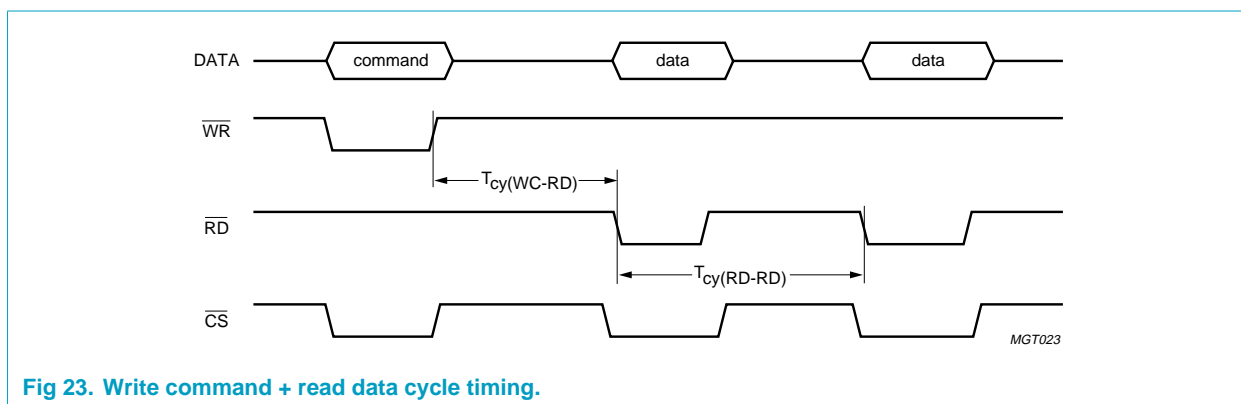 DATA
command
data
data
WR
Tcy(WC-RD)
RD
Tcy(RD-RD)
CS
MGT023
Fig 23. Write command + read data cycle timing.